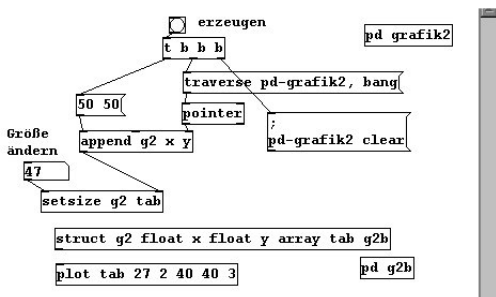 erzeugen
pd grafik2
t b b b
traverse pd-grafik2, bang
50 50
pointer
;
pd-grafik2 clear
append g2 x y
Größe
ändern
47
setsize g2 tab
struct g2 float x float y array tab g2b
plot tab 27 2 40 40 3
pd g2b